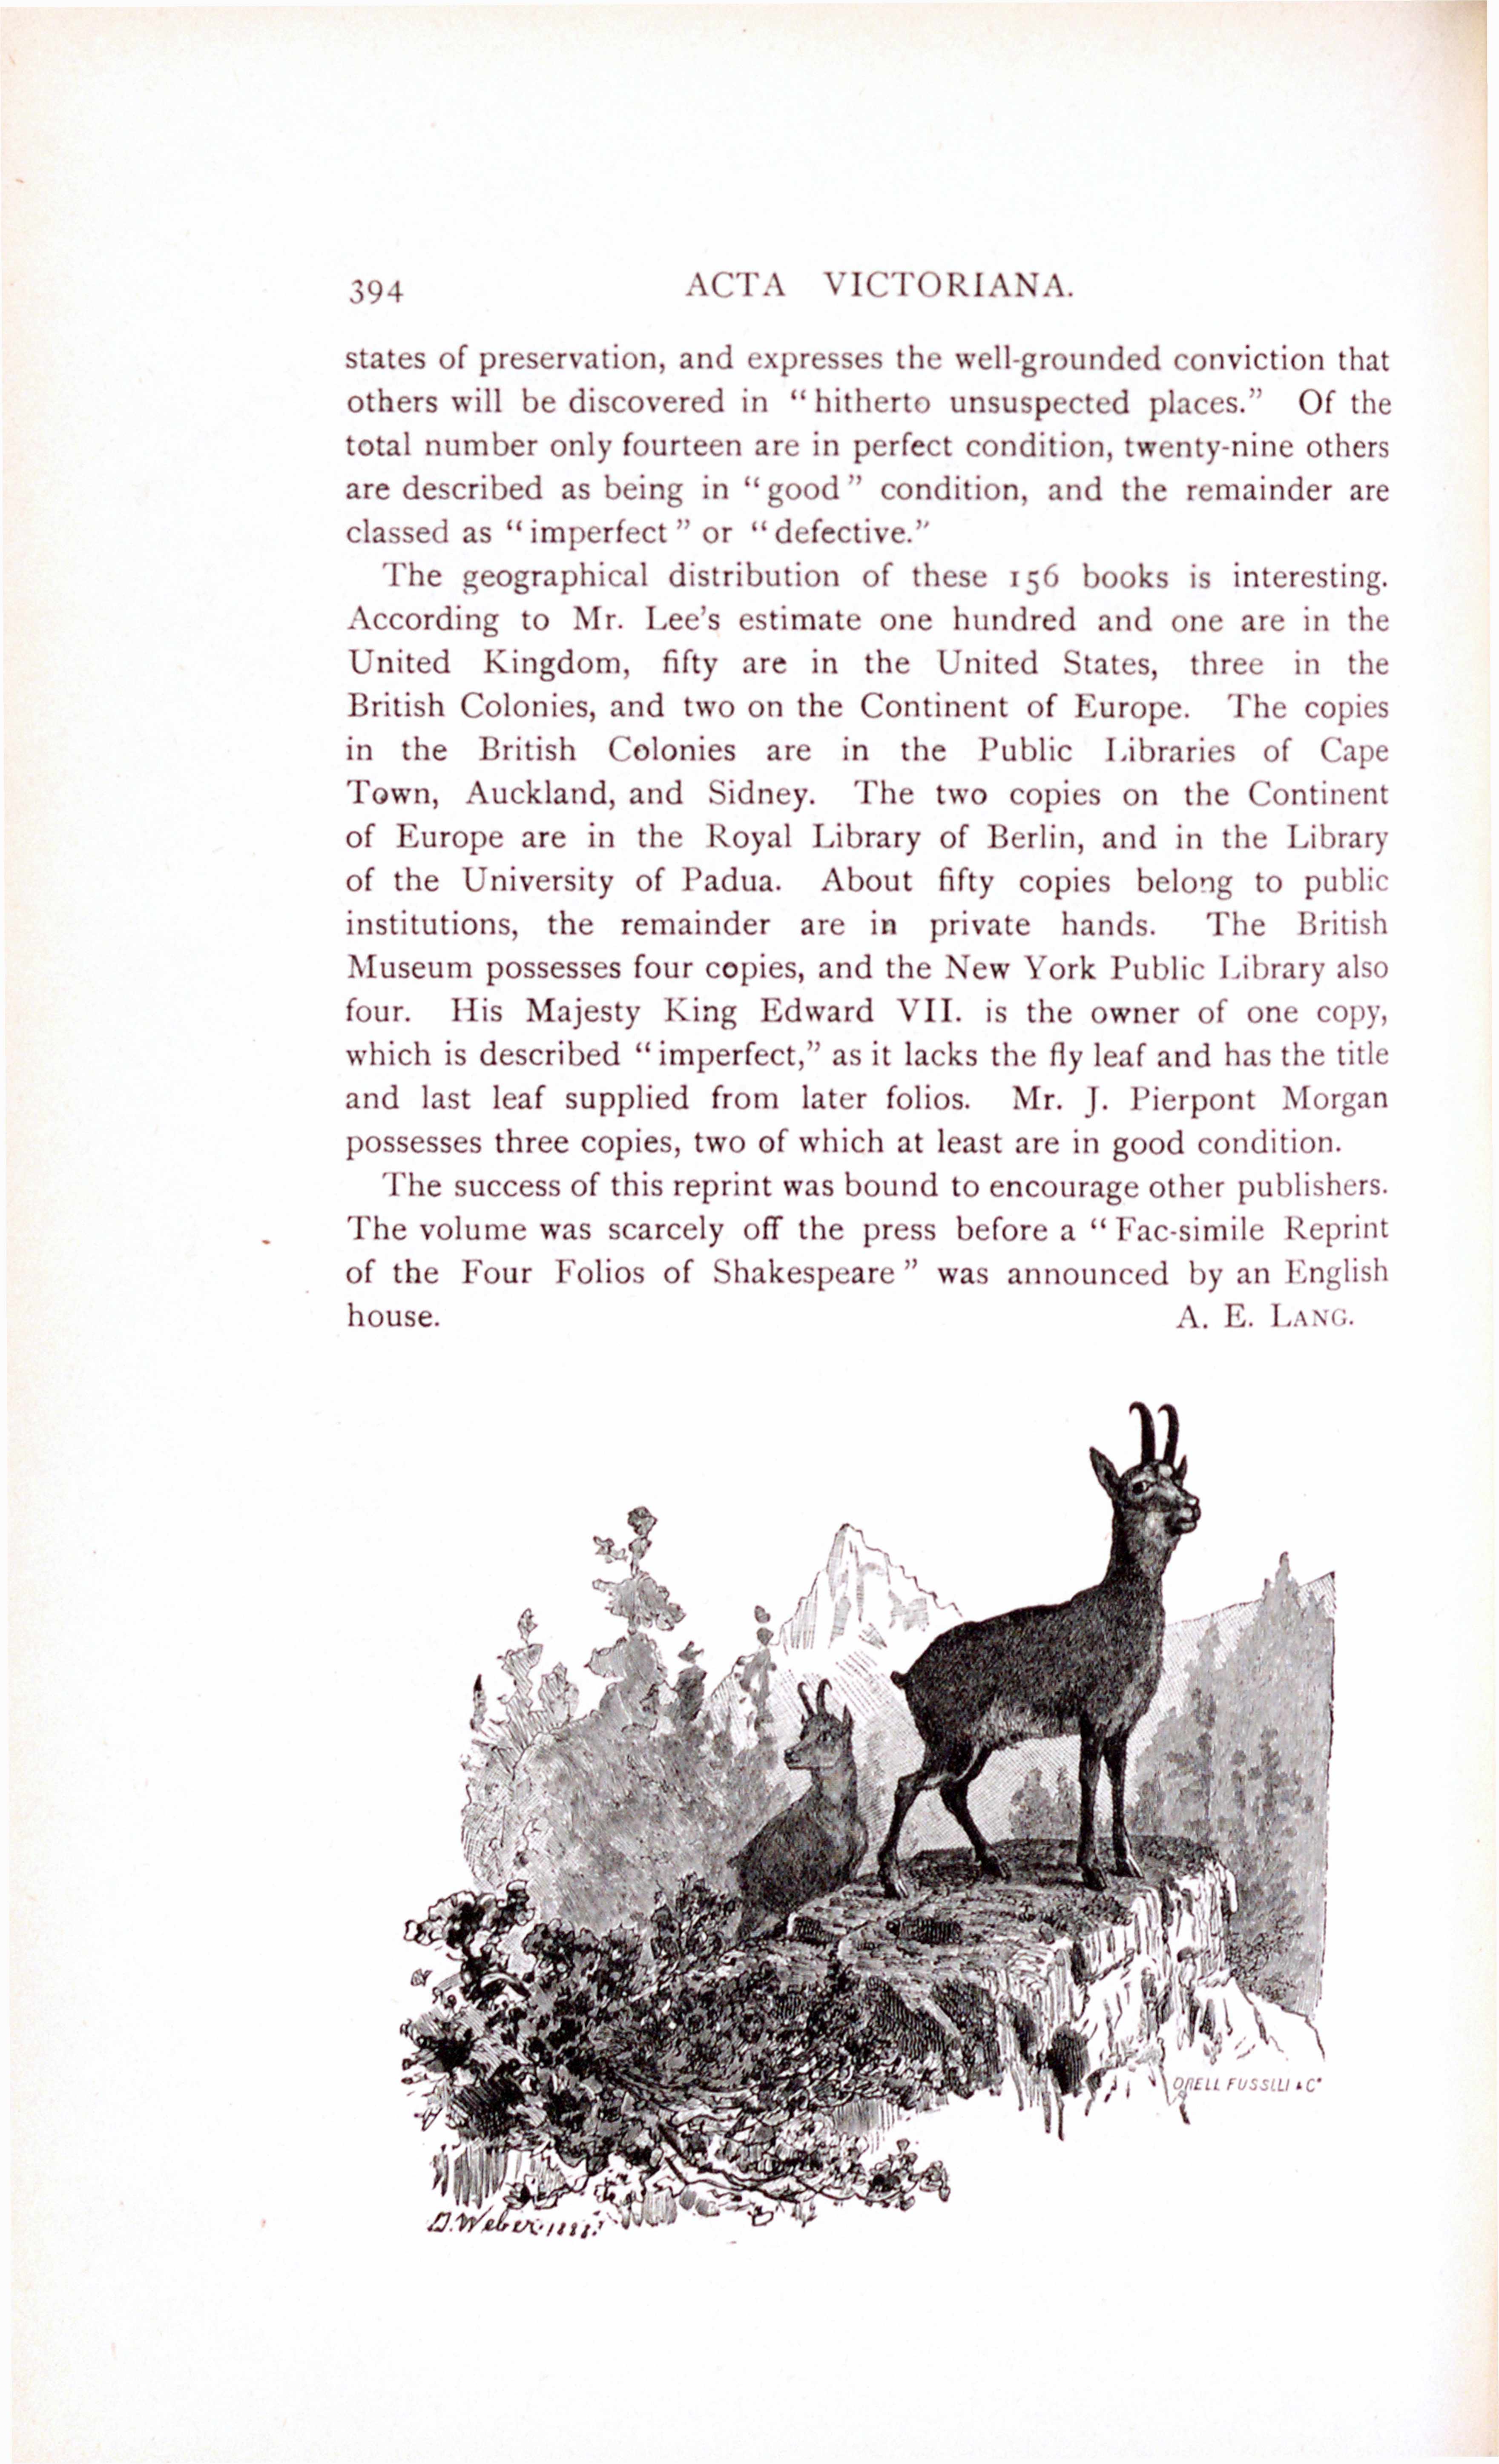 394 ACTA VICTORIANA.
states of preservation, and expresses the well-grounded conviction that
others will be discovered in “hitherto unsuspected places.” Of the
total number only fourteen are in perfect condition, twenty-nine others
are described as being in “good” condition, and the remainder are
classed as “imperfect” or “defective.”
The geographical distribution of these 156 books is interesting.
According to Mr. Lee’s estimate one hundred and one are in the
United Kingdom, fifty are in the United States, three in the
British Colonies, and two on the Continent of Europe. The copies
in the British Colonies are in the Public Libraries of Cape
Town, Auckland, and Sidney. The two copies on the Continent
of Europe are in the Royal Library of Berlin, and in the Library
of the University of Padua. About fifty copies belong to public
institutions, the remainder are in private hands. The British
Museum possesses four copies, and the New York Public Library also
four. His Majesty King Edward VII. is the owner of one copy,
which is described “imperfect,” as it lacks the fly leaf and has the title
and last leaf supplied from later folios. Mr. J. Pierpont Morgan
possesses three copies, two of which at least are in good condition.
The success of this reprint was bound to encourage other publishers.
The volume was scarcely off the press before a “Fac-simile Reprint
of the Four Folios of Shakespeare” was announced by an English
house. A. E. LANG.
ORELL FUSSLLI & C°
Weber